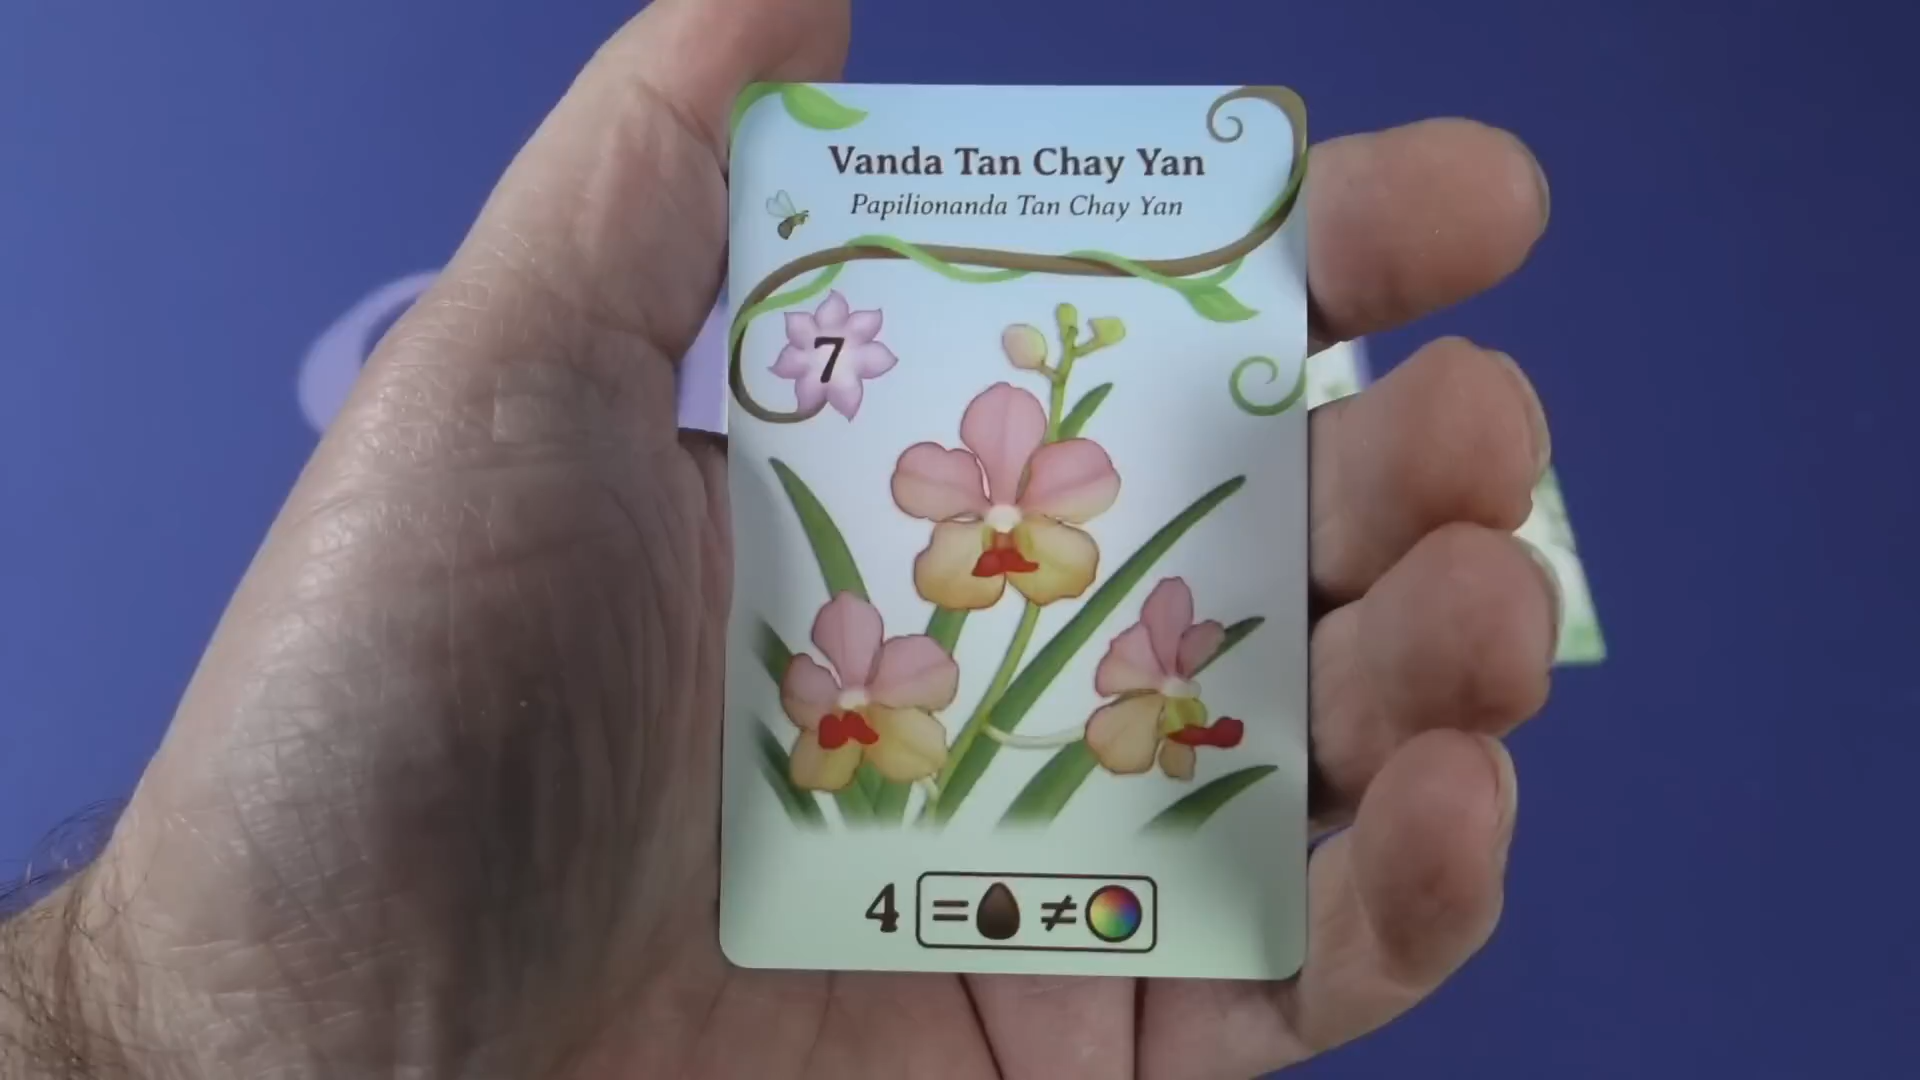 Vanda Tan Chay Yan
Papilionanda Tan Chay Yan
7
4 = ≠